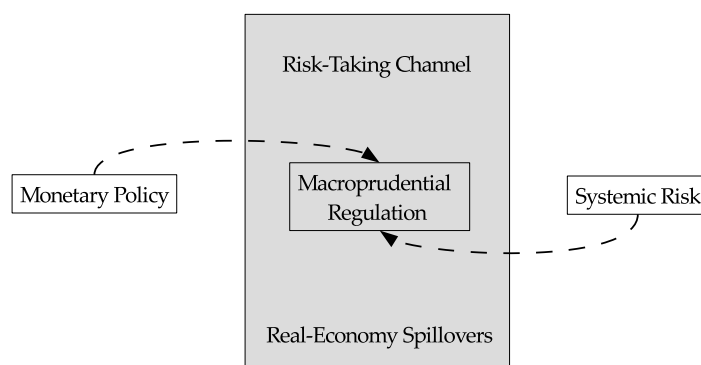 Risk-Taking Channel
Monetary Policy
Macroprudential
Regulation
Systemic Risk
Real-Economy Spillovers